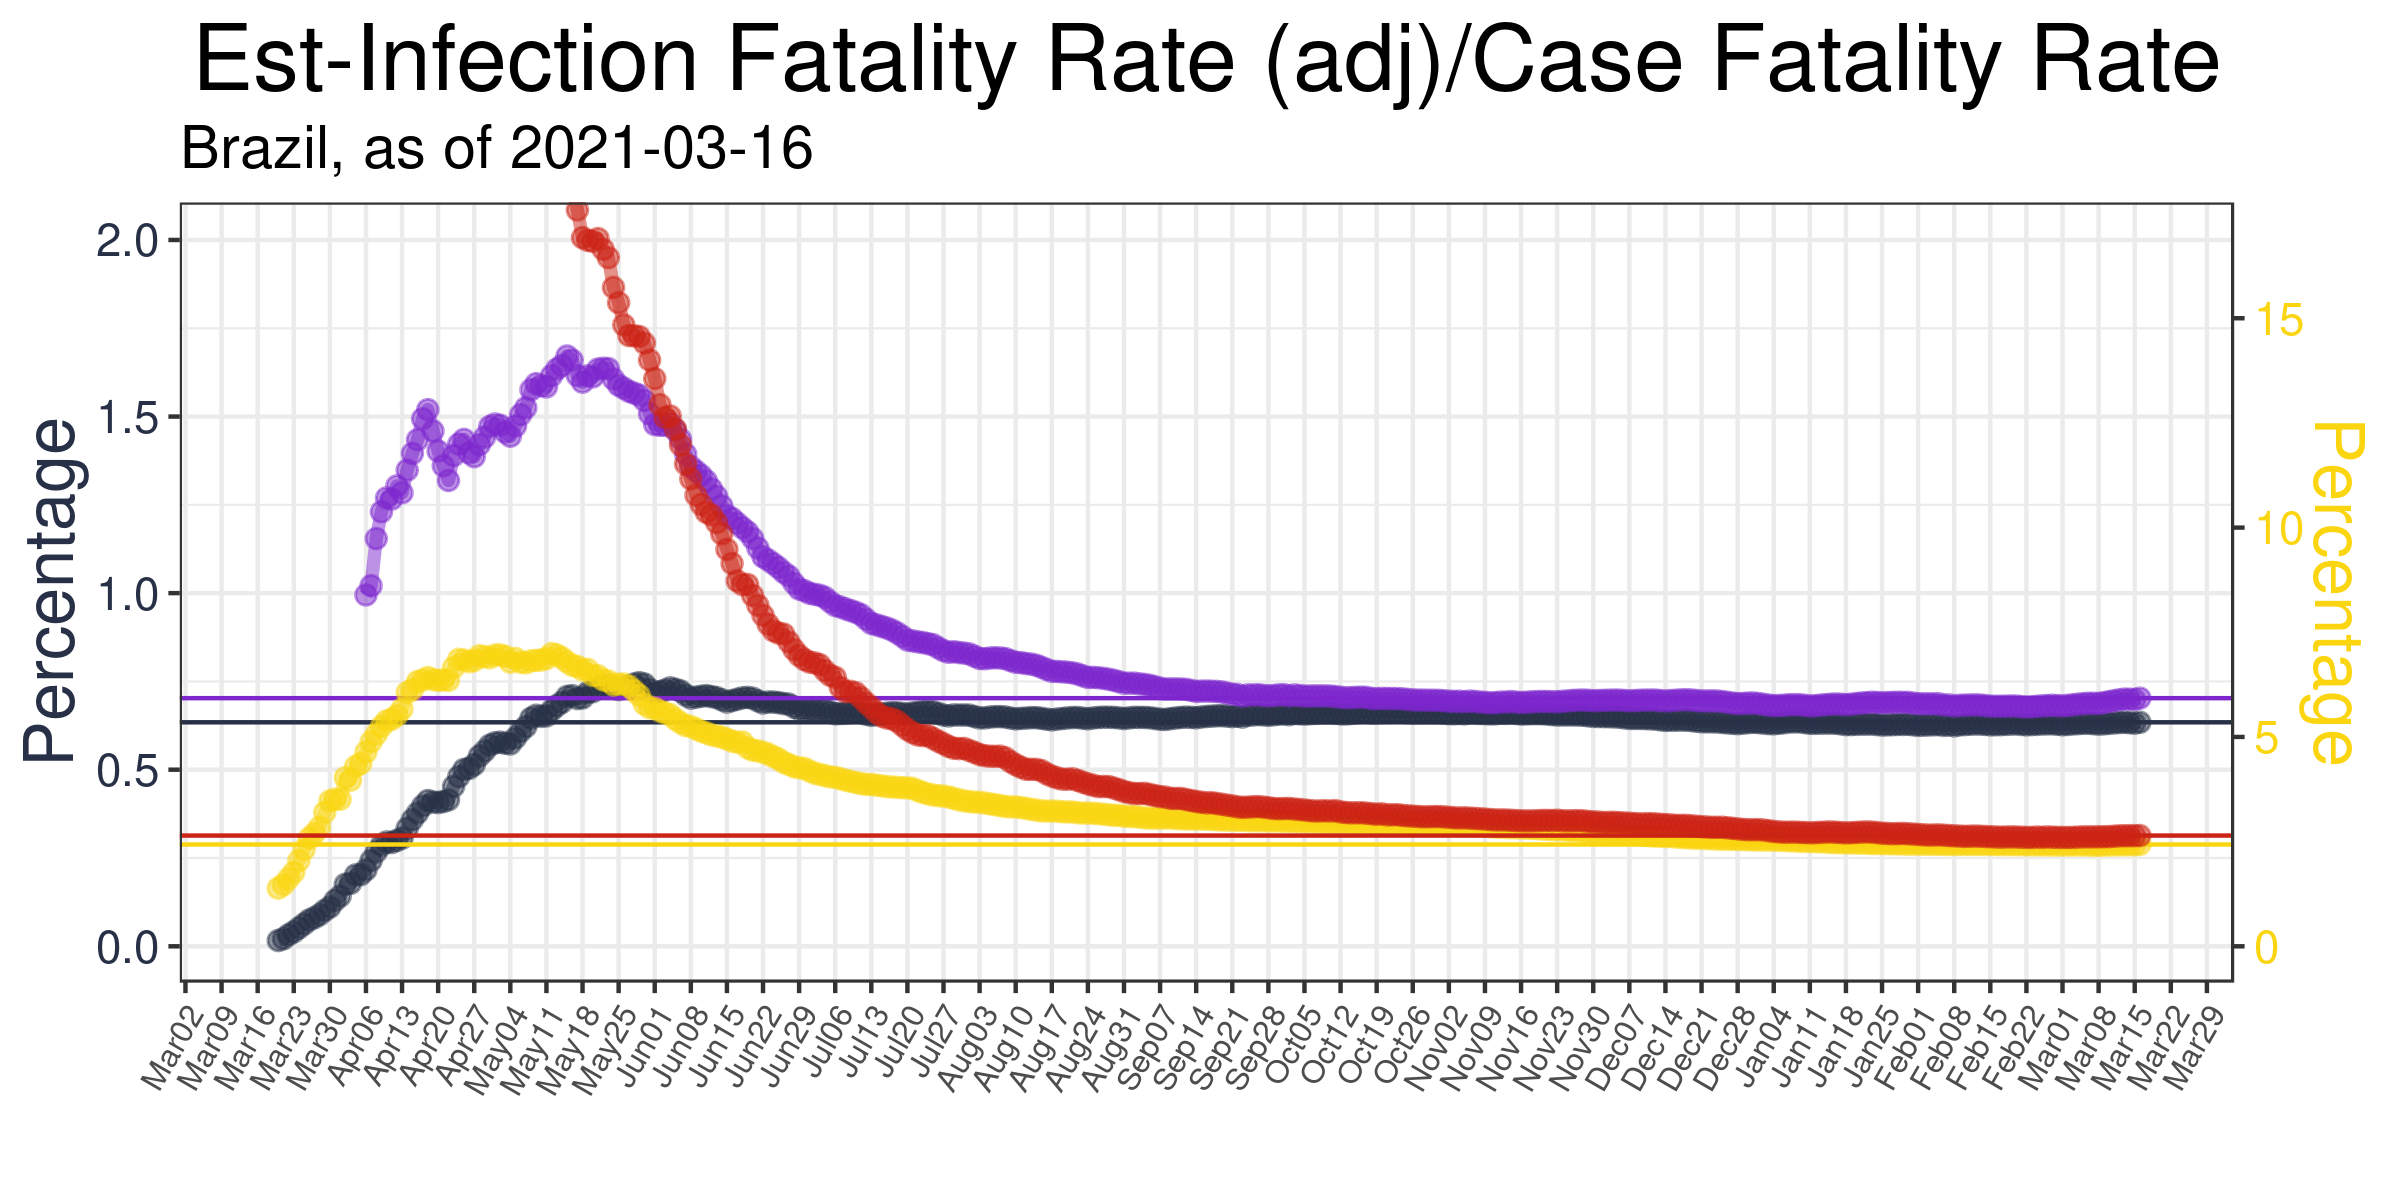 Est-Infection Fatality Rate (adj)/Case Fatality Rate
Brazil, as of 2021-03-16
Percentage
2.0
1.5
1.0
0.5
0.0
15
10
5
0
Percentage
Mar02
Mar09
Mar16
Mar23
Mar30
Apr06
Apr13
Apr20
Apr27
May04
May11
May18
May25
Jun01
Jun08
Jun15
Jun22
Jun29
Jul06
Jul13
Jul20
Jul27
Aug03
Aug10
Aug17
Aug24
Aug31
Sep07
Sep14
Sep21
Sep28
Oct05
Oct12
Oct19
Oct26
Nov02
Nov09
Nov16
Nov23
Nov30
Dec07
Dec14
Dec21
Dec28
Jan04
Jan11
Jan18
Jan25
Feb01
Feb08
Feb15
Feb22
Mar01
Mar08
Mar15
Mar22
Mar29